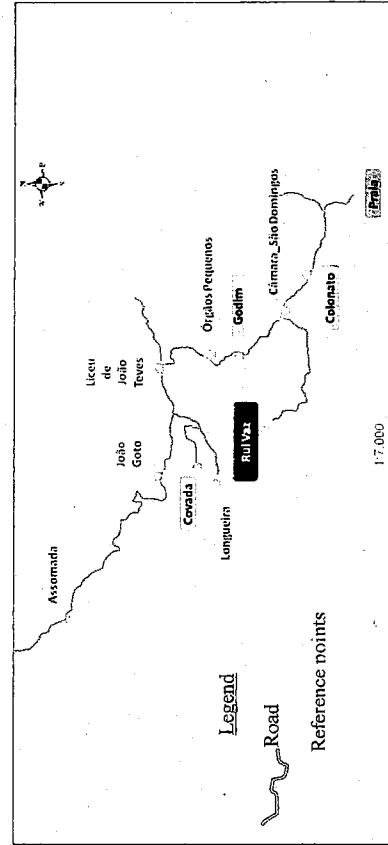 Assomada
João
Goto
Liceu
de
João
Teves
Covada
Longueira
Orgãos Pequenos
Godim
Rui Vaz
Câmara_São Domingos
Colonato
Praia
Legend
Road
Reference points
1:7.000